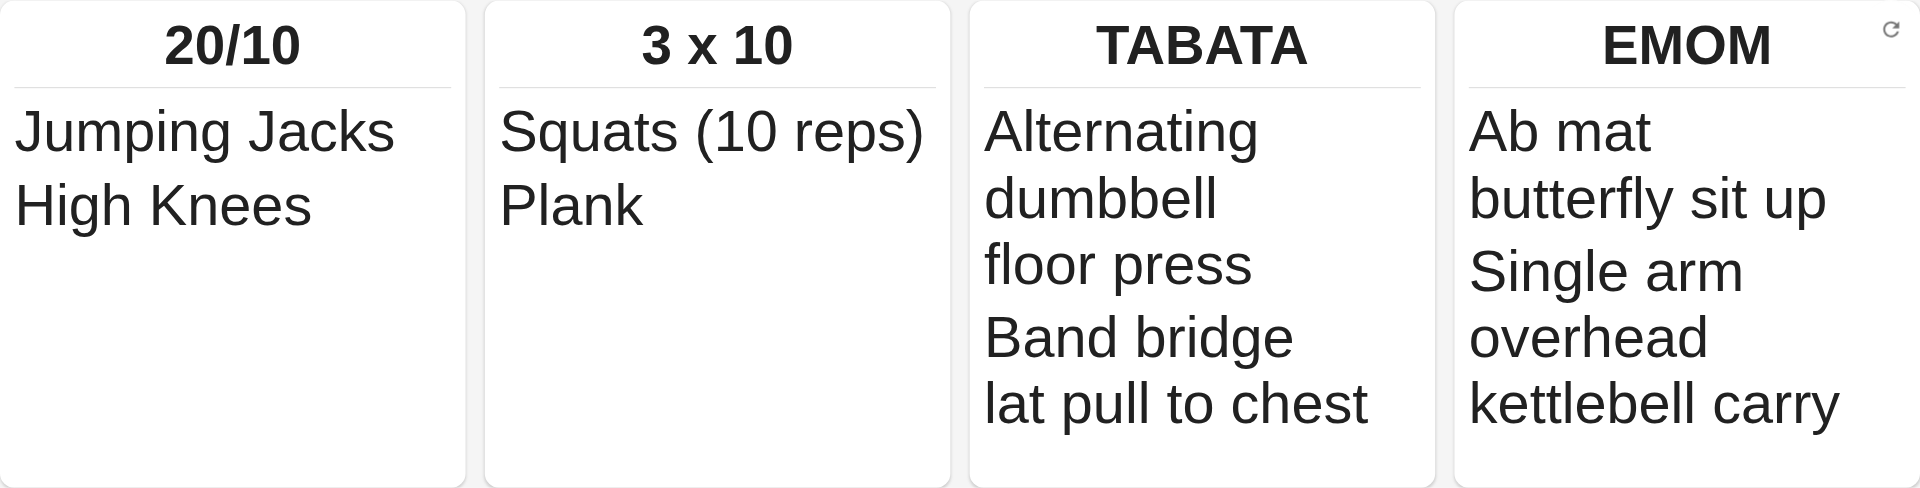 20/10
Jumping Jacks
High Knees
3 x 10
Squats (10 reps)
Plank
TABATA
Alternating
dumbbell
floor press
Band bridge
lat pull to chest
EMOM
Ab mat
butterfly sit up
Single arm
overhead
kettlebell carry